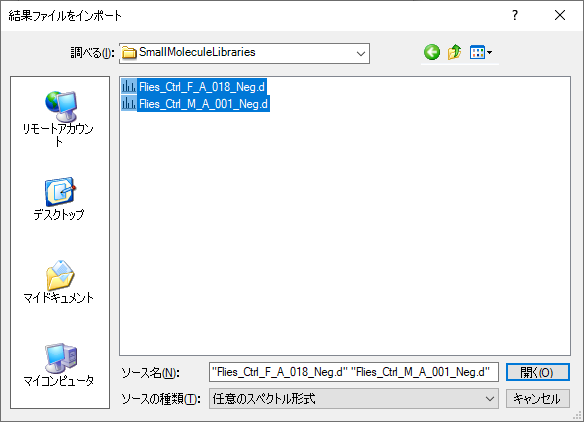 結果ファイルをインポート
調べる(I):
SmallMoleculeLibraries
Flies_Ctrl_F_A_018_Neg.d
Flies_Ctrl_M_A_001_Neg.d
リモートアカウン
ト
デスクトップ
マイドキュメント
マイコンピュータ
ソース名(N):
"Flies_Ctrl_F_A_018_Neg.d" "Flies_Ctrl_M_A_001_Neg.d"
開く(O)
ソースの種類(T):
任意のスペクトル形式
キャンセル